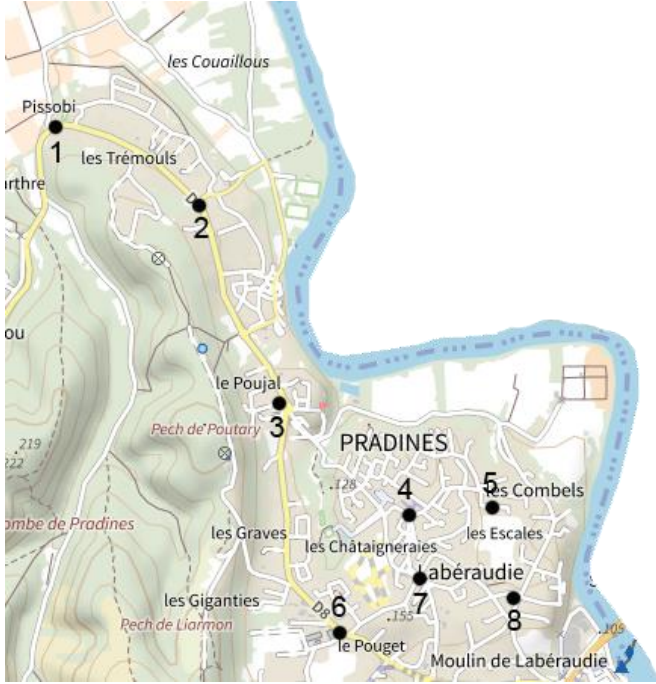 les Couaillous
Pissobi
1
les Trémouls
arthre
D
2
ou
le Poujal
3
Pech de Poutary
PRADINES
219
222
128
4
5
les Combels
ombe de Pradines
les Graves
les Châtaigneraies
les Escales
abéraudie
7
les Giganties
D8
6
155
8
Pech de Liarmon
105
le Pouget
Moulin de Labéraudie